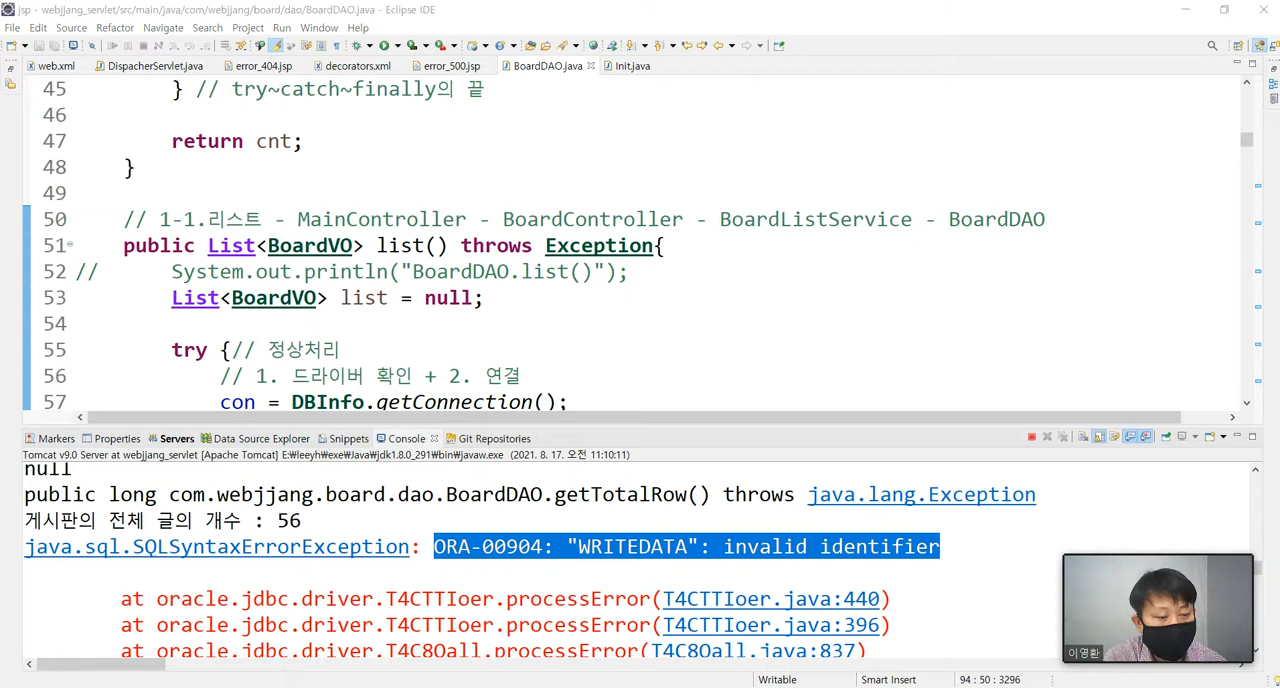 jsp - webjjang_servlet/src/main/java/com/webjjang/board/dao/BoardDAO.java - Eclipse IDE
File Edit Source Refactor Navigate Search Project Run Window Help
web.xml DispacherServlet.java error_404.jsp decorators.xml error_500.jsp BoardDAO.java Init.java
45 } // try~catch~finally의 끝
46
47 return cnt;
48 }
49
50 // 1-1.리스트 - MainController - BoardController - BoardListService - BoardDAO
51 public List<BoardVO> list() throws Exception{
52 // System.out.println("BoardDAO.list()");
53 List<BoardVO> list = null;
54
55 try {// 정상처리
56 // 1. 드라이버 확인 + 2. 연결
57 con = DBInfo.getConnection();
Markers Properties Servers Data Source Explorer Snippets Console Git Repositories
Tomcat v9.0 Server at webjjang_servlet [Apache Tomcat] E:₩leeyh₩exe₩Java₩jdk1.8.0_291₩bin₩javaw.exe (2021. 8. 17. 오전 11:10:11)
null
public long com.webjjang.board.dao.BoardDAO.getTotalRow() throws java.lang.Exception
게시판의 전체 글의 개수 : 56
java.sql.SQLSyntaxErrorException: ORA-00904: "WRITEDATA": invalid identifier
at oracle.jdbc.driver.T4CTTIoer.processError(T4CTTIoer.java:440)
at oracle.jdbc.driver.T4CTTIoer.processError(T4CTTIoer.java:396)
at oracle.jdbc.driver.T4C8Oall.processError(T4C8Oall.java:837)
이영환
Writable Smart Insert 94 : 50 : 3296